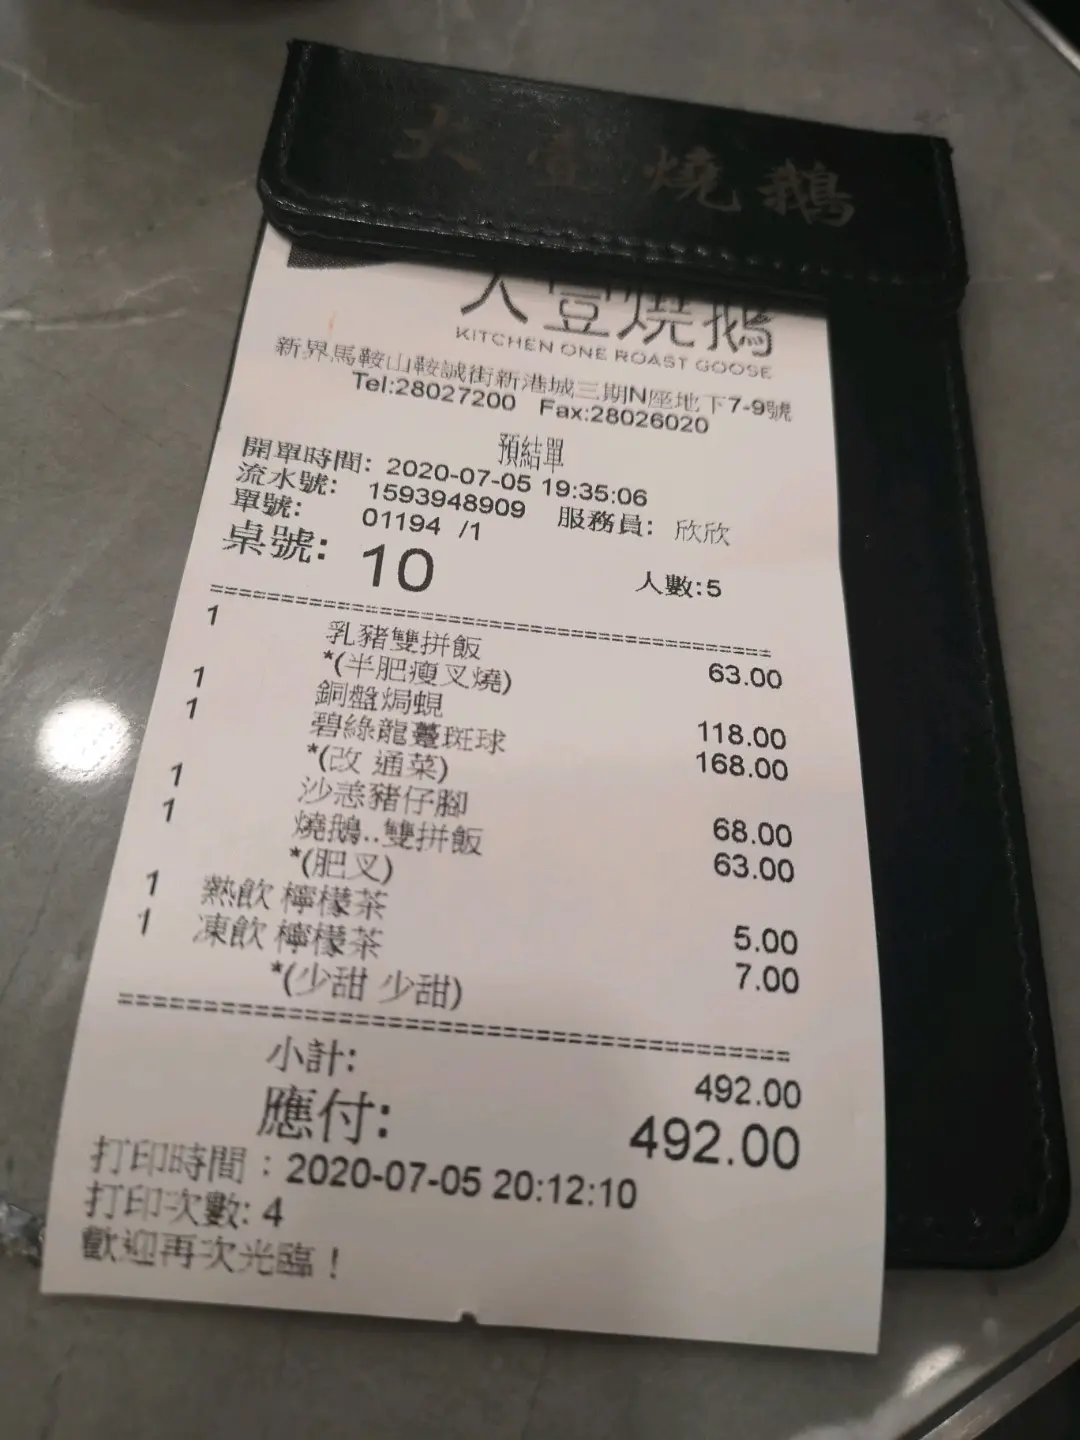 大壹燒鵝
大壹燒鵝
KITCHEN ONE ROAST GOOSE
新界馬鞍山鞍誠街新港城三期N座地下7-9號
Tel:28027200 Fax:28026020
預結單
開單時間: 2020-07-05 19:35:06
流水號: 1593948909 服務員: 欣欣
單號: 01194 /1
桌號: 10 人數:5
1 乳豬雙拼飯 63.00
*(半肥瘦叉燒)
1 銅盤焗蜆 118.00
1 碧綠龍躉斑球 168.00
*(改 通菜)
1 沙恙豬仔腳 68.00
1 燒鵝..雙拼飯 63.00
*(肥叉)
1 熱飲 檸檬茶 5.00
1 凍飲 檸檬茶 7.00
*(少甜 少甜)
小計: 492.00
應付: 492.00
打印時間：2020-07-05 20:12:10
打印次數: 4
歡迎再次光臨！